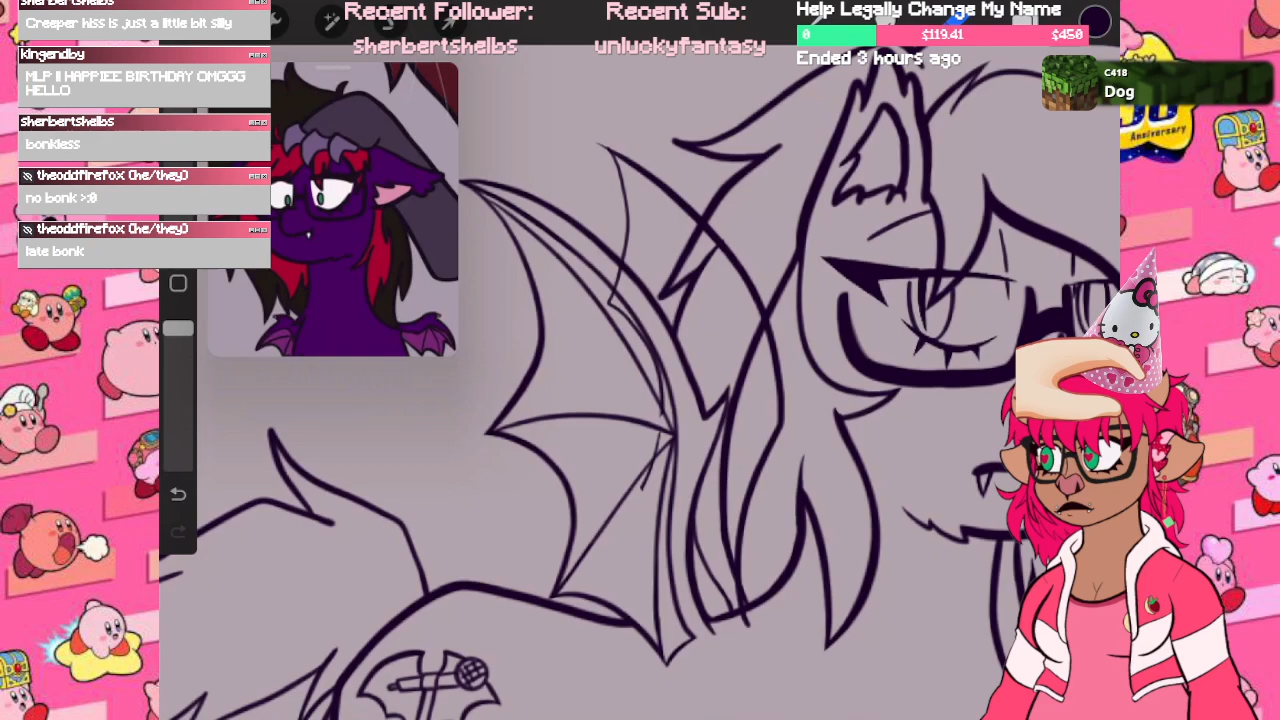 sherbertshelbs
Creeper hiss is just a little bit silly
kingendby
MLP !! HAPPIEE BIRTHDAY OMGGG
HELLO
sherbertshelbs
bonkless
theoddfirefox (he/they)
no bonk >:0
theoddfirefox (he/they)
late bonk
Recent Follower:
sherbertshelbs
Recent Sub:
unluckyfantasy
Help Legally Change My Name
0 $119.41 $450
Ended 3 hours ago
C418
Dog
Anniversary